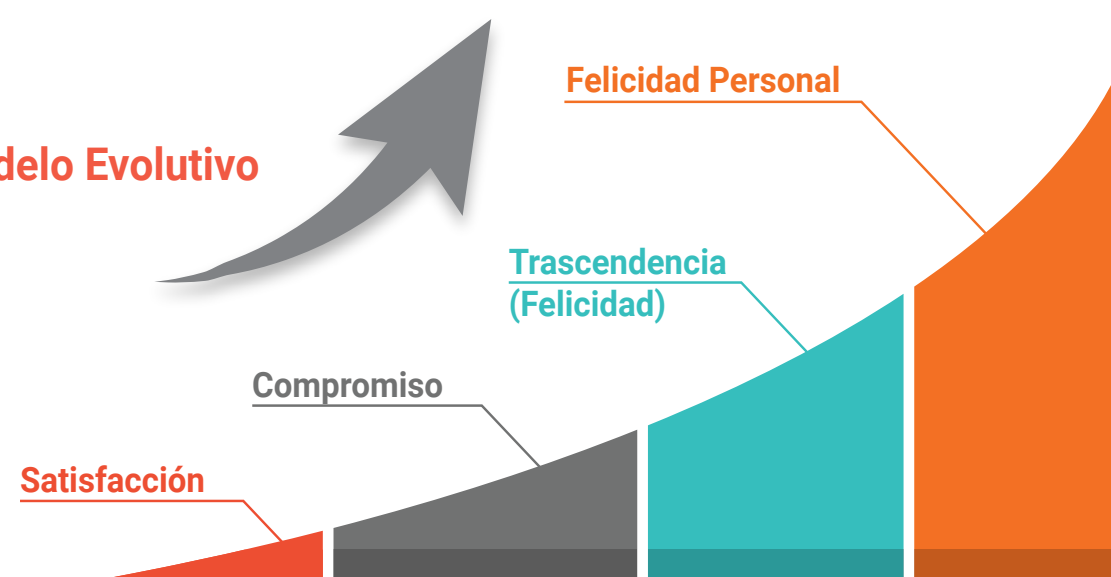 Felicidad Personal
delo Evolutivo
Trascendencia
(Felicidad)
Compromiso
Satisfacción